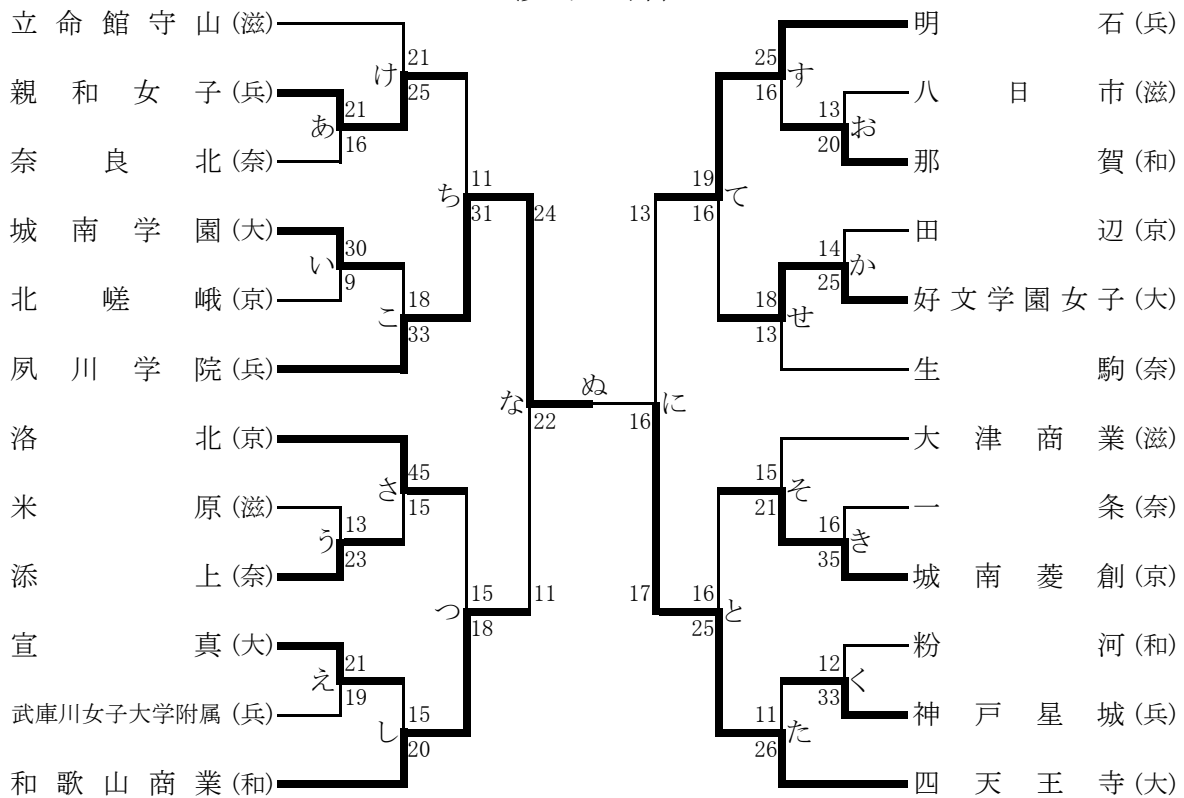 立命館守山(滋)
親和女子(兵)
奈良北(奈)
城南学園(大)
北嵯峨(京)
夙川学院(兵)
洛北(京)
米原(滋)
添上(奈)
宣真(大)
武庫川女子大学附属(兵)
和歌山商業(和)
け
21
25
あ
21
16
い
30
9
こ
18
33
ち
11
31
さ
45
15
う
13
23
え
21
19
し
15
20
つ
15
18
24
な
11
ぬ
22
16
に
13
17
す
25
16
お
13
20
て
19
16
か
14
25
せ
18
13
そ
15
21
き
16
35
と
16
25
く
12
33
た
11
26
明石(兵)
八日市(滋)
那賀(和)
田辺(京)
好文学園女子(大)
生駒(奈)
大津商業(滋)
一条(奈)
城南菱創(京)
粉河(和)
神戸星城(兵)
四天王寺(大)